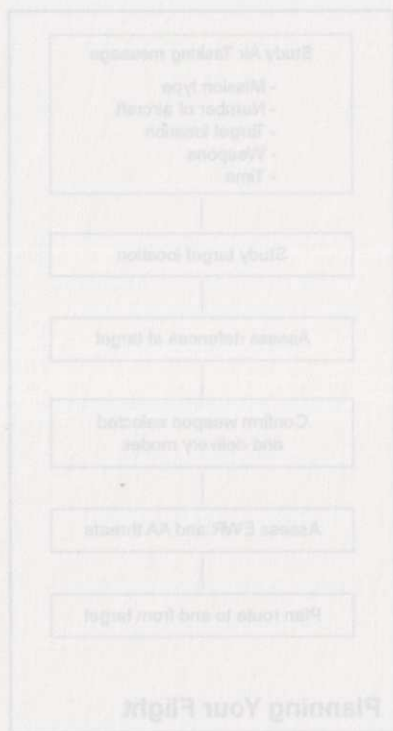 Study Air Tasking message
- Mission type
- Number of aircraft
- Target location
- Weapons
- Time
Study target location
Assess defences at target
Confirm weapon selected
and delivery modes
Assess EWR and AA threats
Plan route to and from target
Planning Your Flight